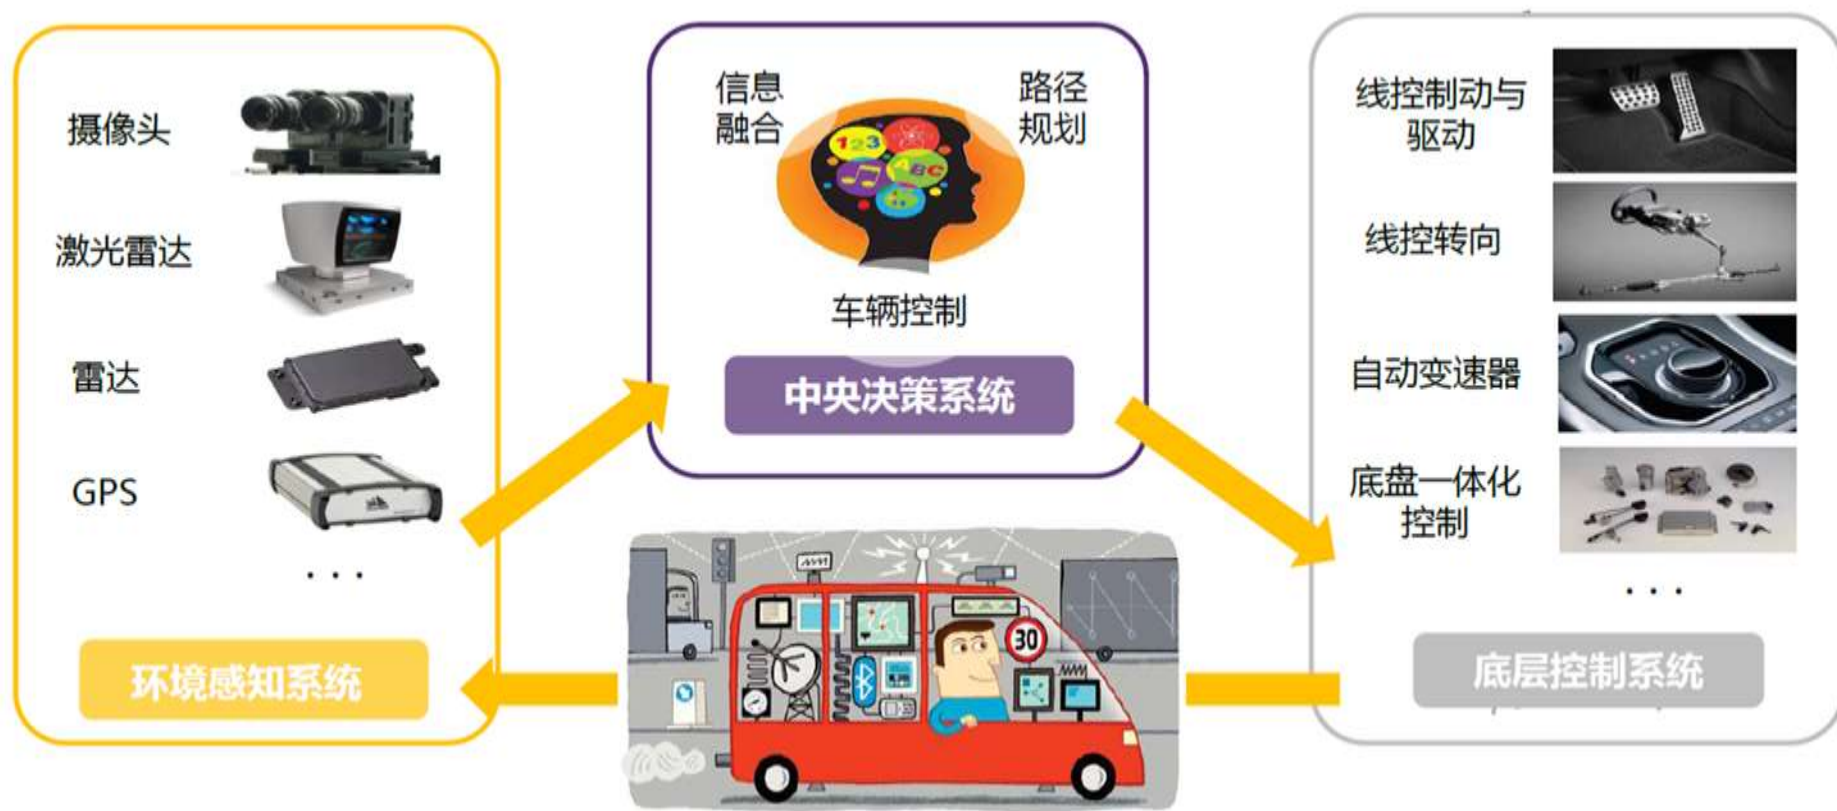 摄像头
激光雷达
雷达
GPS
· · ·
环境感知系统
信息
融合
路径
规划
123
ABC
车辆控制
中央决策系统
30
线控制动与
驱动
线控转向
自动变速器
底盘一体化
控制
· · ·
底层控制系统